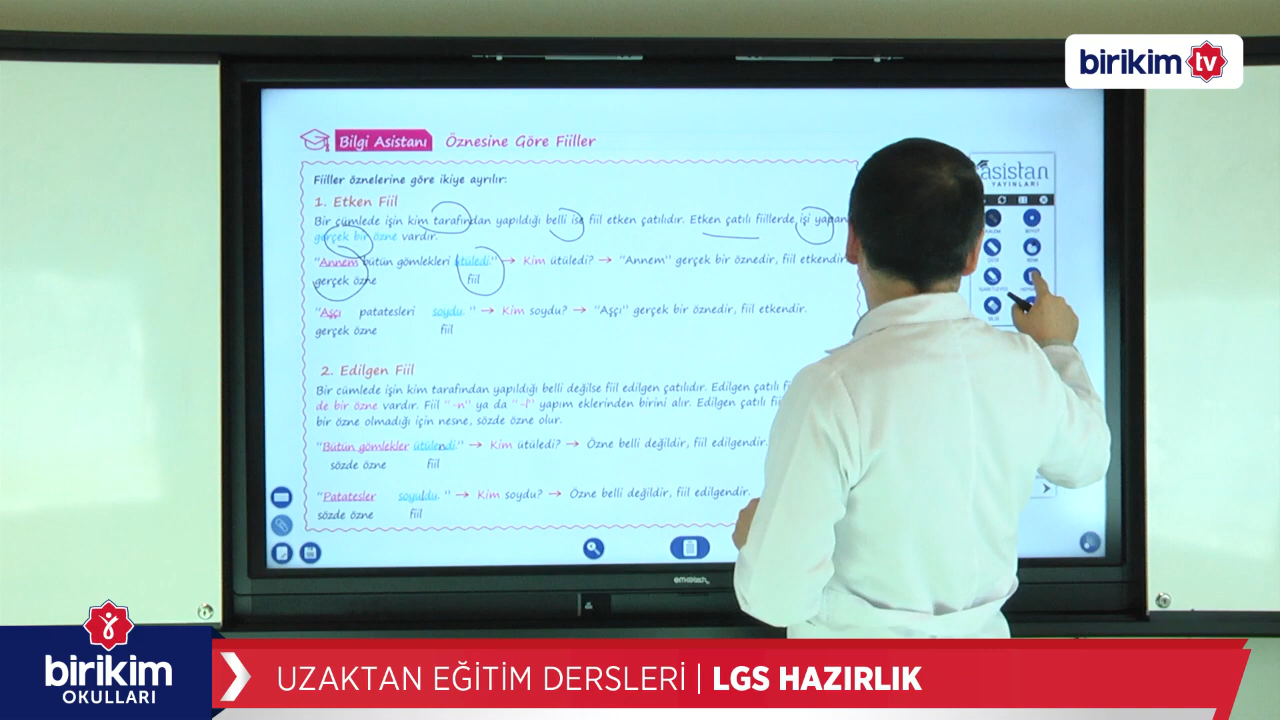 birikim tv
Bilgi Asistanı Öznesine Göre Fiiller
Fiiller öznelerine göre ikiye ayrılır:
1. Etken Fiil
Bir cümlede işin kim tarafından yapıldığı belli ise fiil etken çatılıdır. Etken çatılı fiillerde işi yapan
gerçek bir özne vardır.
"Annem bütün gömlekleri ütüledi." → Kim ütüledi? → "Annem" gerçek bir öznedir, fiil etkendir.
gerçek özne fiil
"Aşçı patatesleri soydu. " → Kim soydu? → "Aşçı" gerçek bir öznedir, fiil etkendir.
gerçek özne fiil
2. Edilgen Fiil
Bir cümlede işin kim tarafından yapıldığı belli değilse fiil edilgen çatılıdır. Edilgen çatılı
de bir özne vardır. Fiil "-n" ya da "-l" yapım eklerinden birini alır. Edilgen çatılı
bir özne olmadığı için nesne, sözde özne olur.
"Bütün gömlekler ütülendi." → Kim ütüledi? → Özne belli değildir, fiil edilgendir.
sözde özne fiil
"Patatesler soyuldu. " → Kim soydu? → Özne belli değildir, fiil edilgendir.
sözde özne fiil
asistan
YAYINLARI
birikim
OKULLARI
UZAKTAN EĞİTİM DERSLERİ | LGS HAZIRLIK